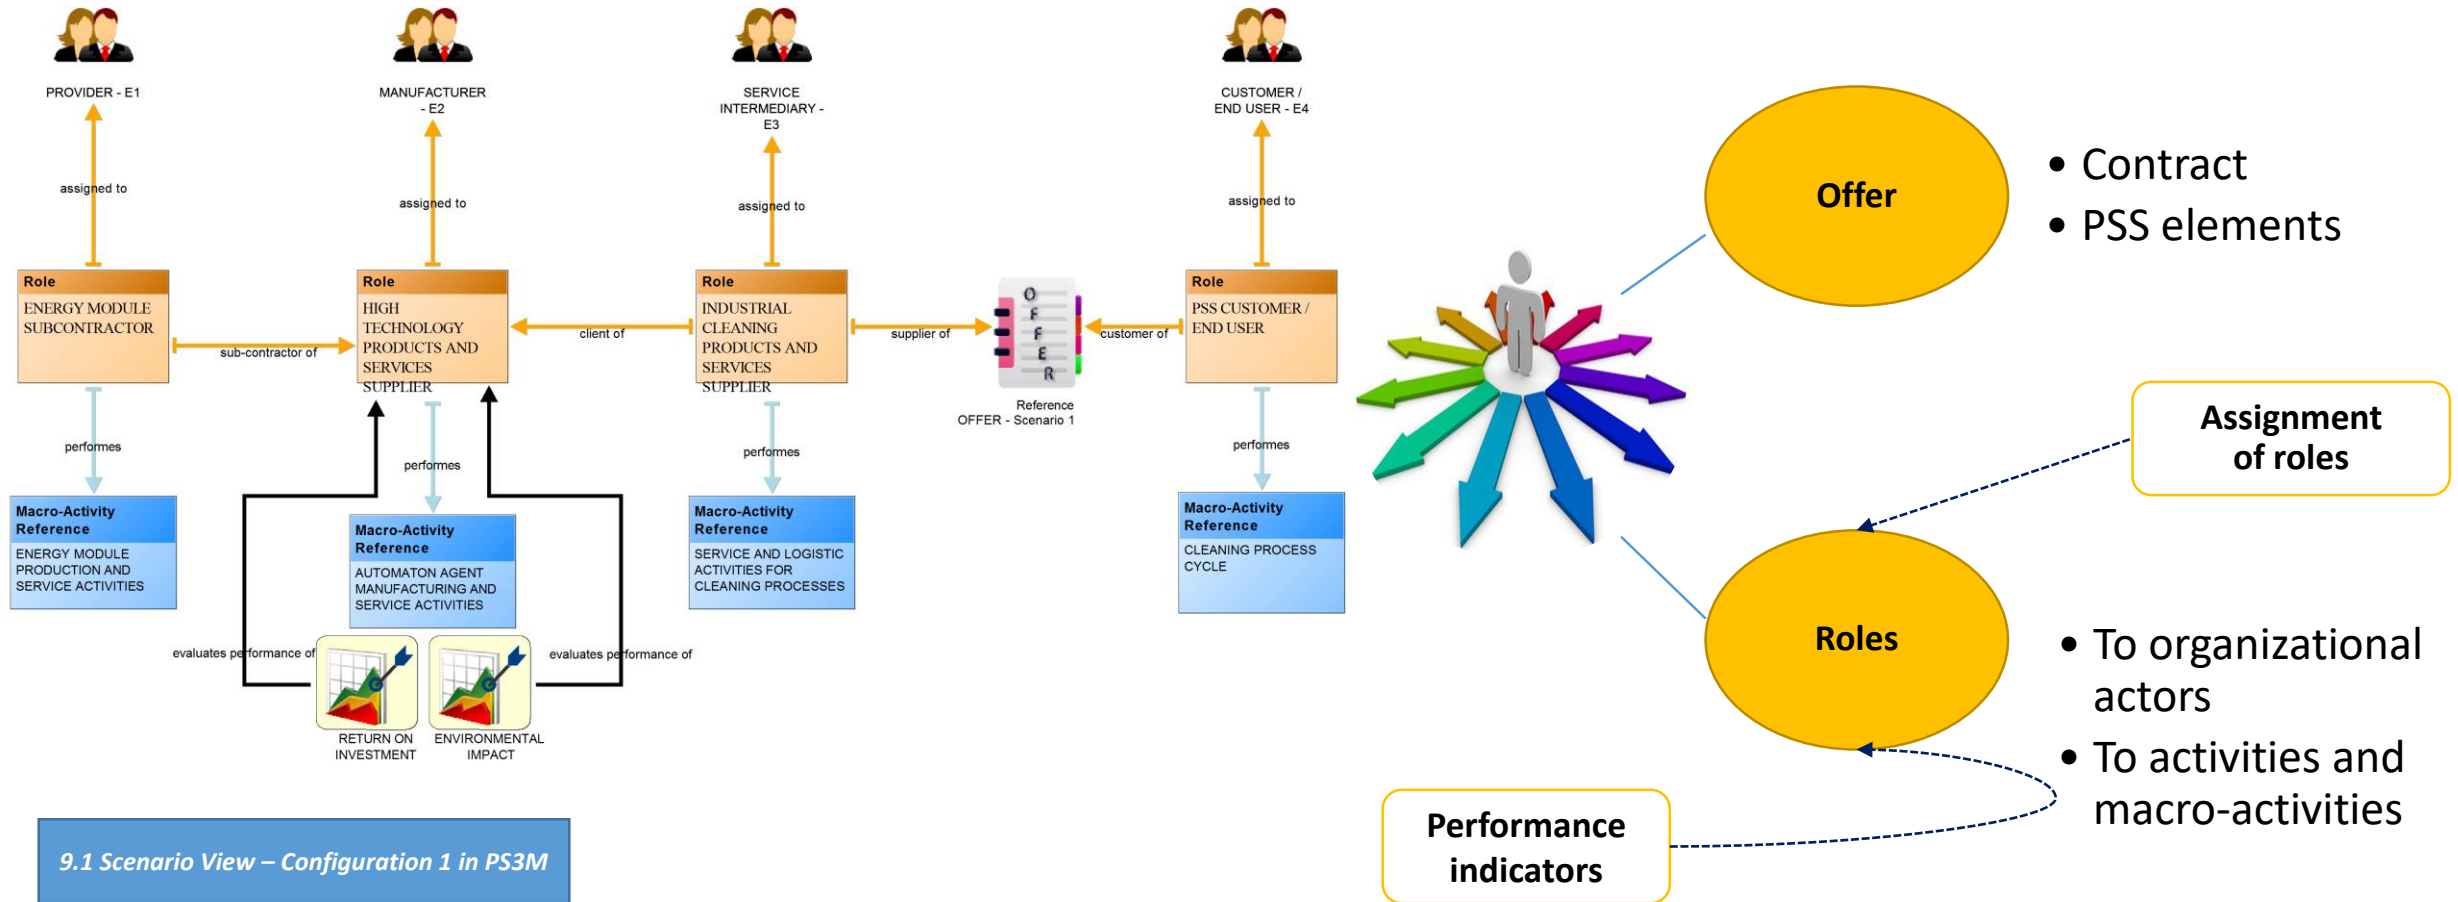 PROVIDER - E1
MANUFACTURER
- E2
SERVICE
INTERMEDIARY -
E3
CUSTOMER /
END USER - E4
assigned to
assigned to
assigned to
assigned to
Role
ENERGY MODULE
SUBCONTRACTOR
sub-contractor of
Role
HIGH
TECHNOLOGY
PRODUCTS AND
SERVICES
SUPPLIER
client of
Role
INDUSTRIAL
CLEANING
PRODUCTS AND
SERVICES
SUPPLIER
supplier of
O
F
F
E
R
Reference
OFFER - Scenario 1
customer of
Role
PSS CUSTOMER /
END USER
performes
performes
performes
performes
Macro-Activity
Reference
ENERGY MODULE
PRODUCTION AND
SERVICE ACTIVITIES
Macro-Activity
Reference
AUTOMATON AGENT
MANUFACTURING AND
SERVICE ACTIVITIES
Macro-Activity
Reference
SERVICE AND LOGISTIC
ACTIVITIES FOR
CLEANING PROCESSES
Macro-Activity
Reference
CLEANING PROCESS
CYCLE
evaluates performance of
evaluates performance of
RETURN ON
INVESTMENT
ENVIRONMENTAL
IMPACT
9.1 Scenario View – Configuration 1 in PS3M
Offer
• Contract
• PSS elements
Assignment
of roles
Roles
• To organizational
actors
• To activities and
macro-activities
Performance
indicators